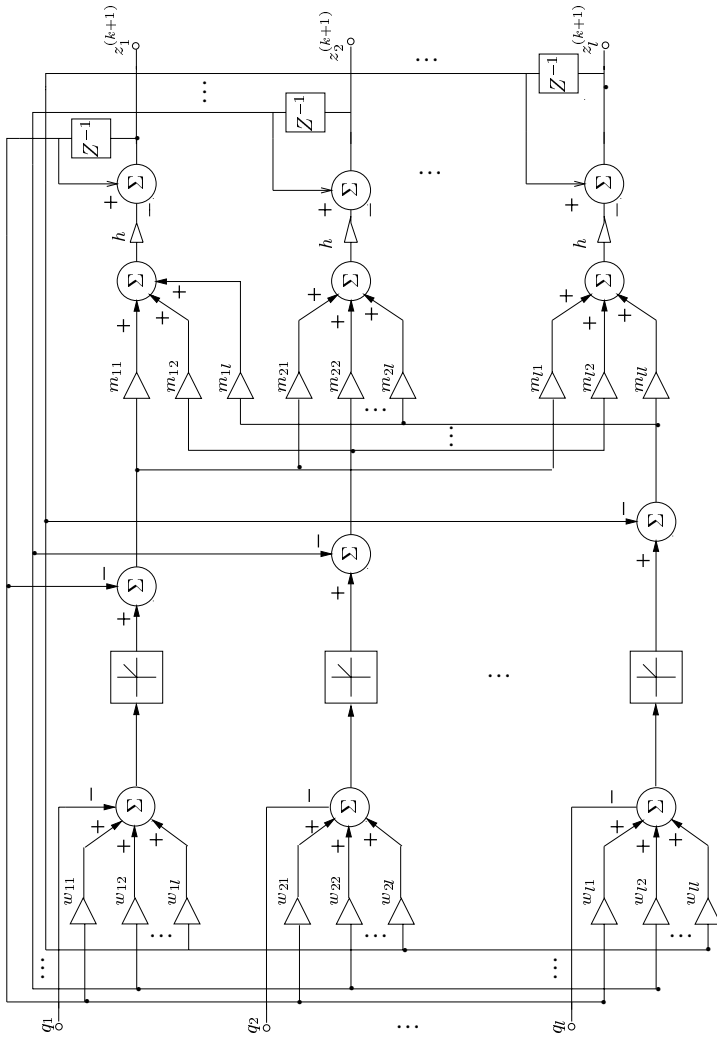 z_1^{(k+1)} z_2^{(k+1)} z_l^{(k+1)}
... ...
Z^{-1} Z^{-1} Z^{-1}
Σ Σ Σ
+ − + − ... + −
h h h
Σ Σ Σ
+ + + + + + + + +
m_{11} m_{12} m_{1l} m_{21} m_{22} m_{2l} m_{l1} m_{l2} m_{ll}
... ...
− − −
Σ Σ Σ
+ + +
...
− − −
Σ Σ Σ
+ + + + + + + + +
w_{11} w_{12} w_{1l} w_{21} w_{22} w_{2l} w_{l1} w_{l2} w_{ll}
... ... ...
... ...
q_1 q_2 ... q_l